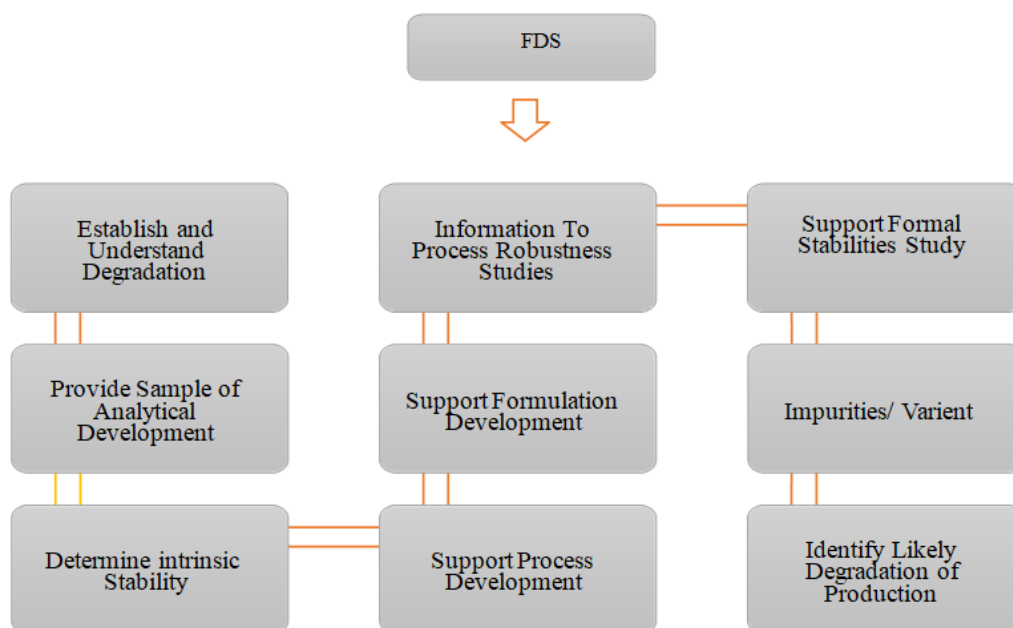 FDS
Establish and
Understand
Degradation
Information To
Process Robustness
Studies
Support Formal
Stabilities Study
Provide Sample of
Analytical
Development
Support Formulation
Development
Impurities/ Varient
Determine intrinsic
Stability
Support Process
Development
Identify Likely
Degradation of
Production